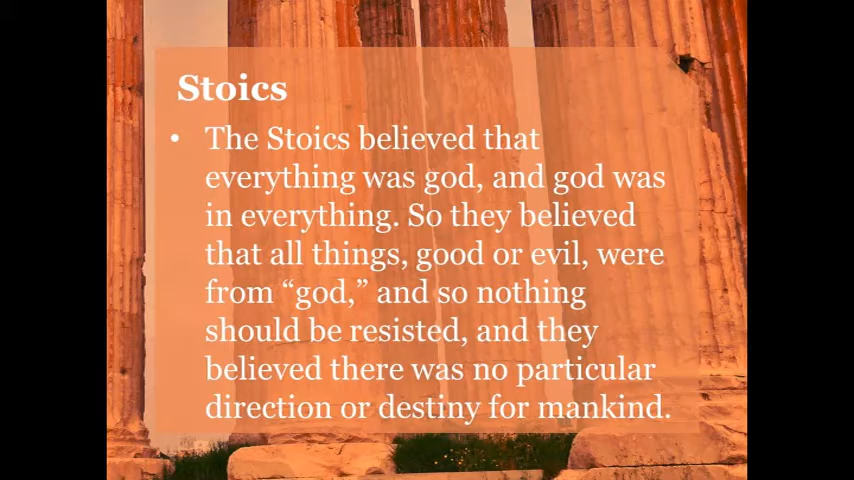 Stoics
• The Stoics believed that
everything was god, and god was
in everything. So they believed
that all things, good or evil, were
from “god,” and so nothing
should be resisted, and they
believed there was no particular
direction or destiny for mankind.